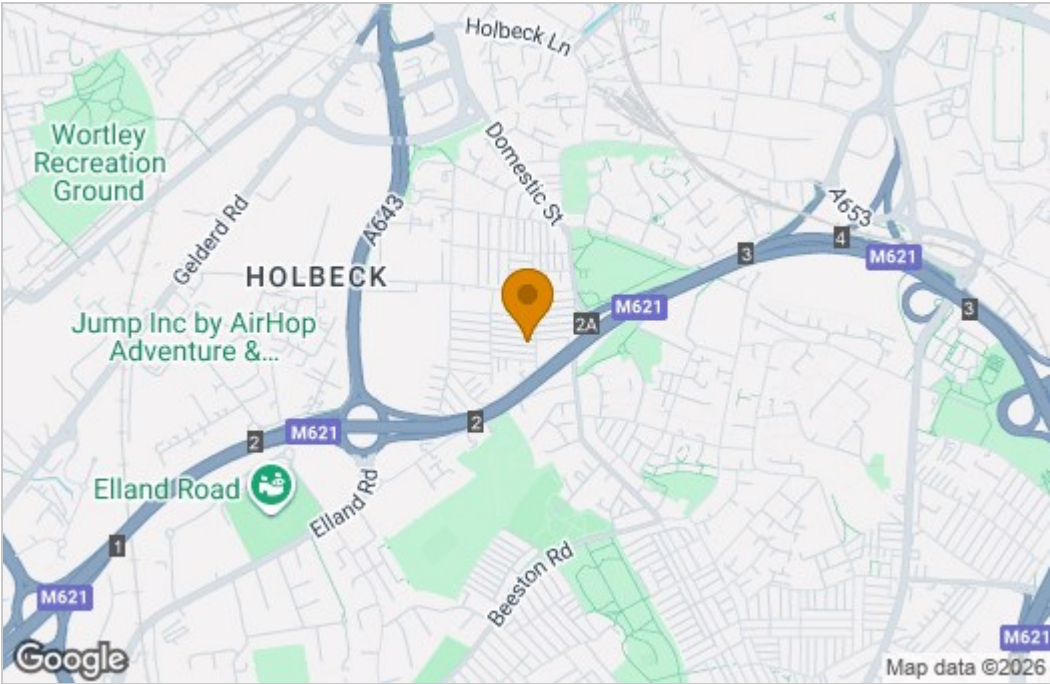 Holbeck Ln
Wortley
Recreation
Ground
Domestic St
A643
Gelderd Rd
A653
4
3
M621
HOLBECK
M621
3
2A
Jump Inc by AirHop
Adventure &...
2
M621
2
Elland Road
Elland Rd
1
Beeston Rd
M621
M621
Google
Map data ©2026